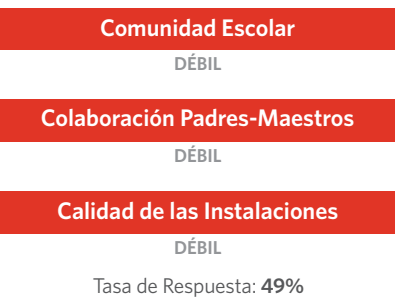 Comunidad Escolar
DÉBIL
Colaboración Padres-Maestros
DÉBIL
Calidad de las Instalaciones
DÉBIL
Tasa de Respuesta: 49%